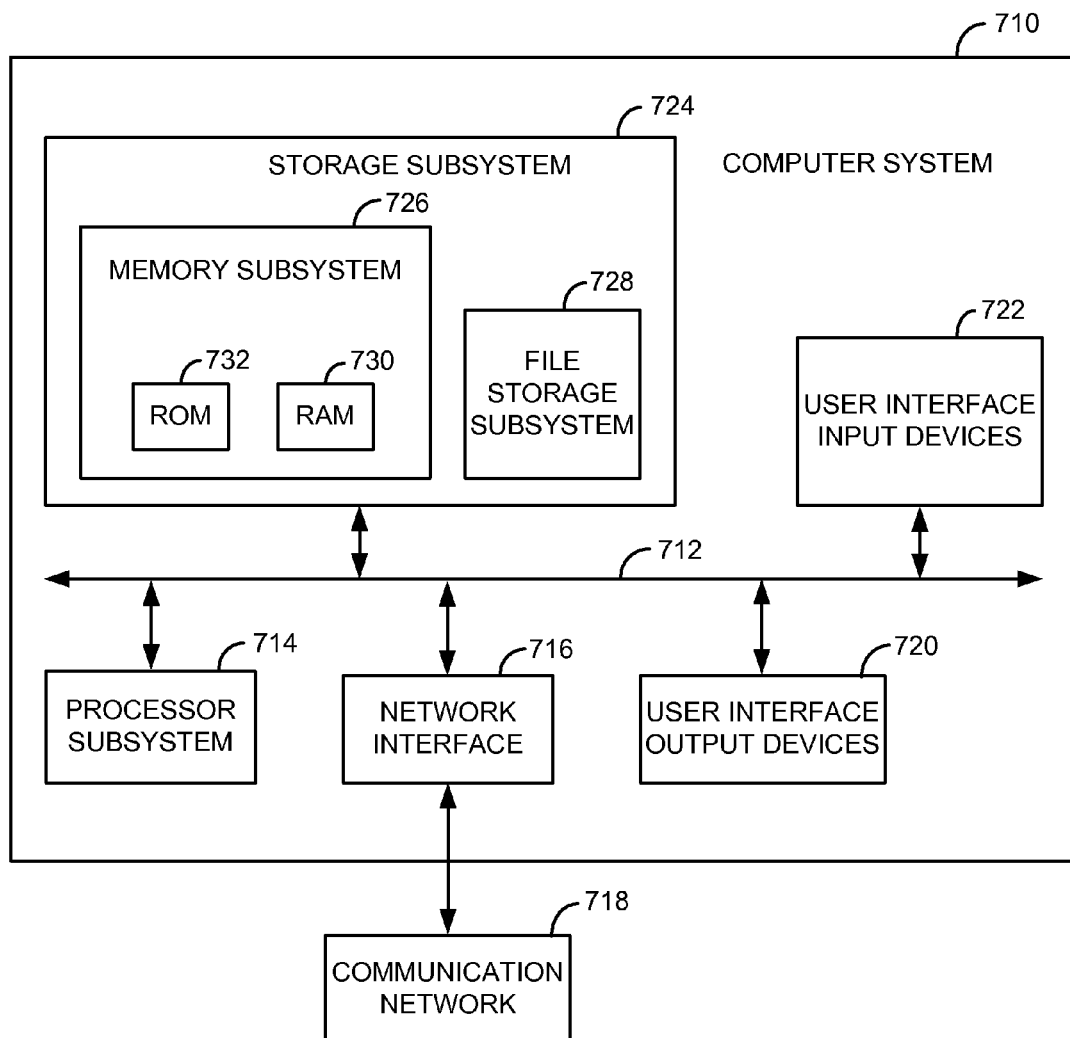 710
724
STORAGE SUBSYSTEM
COMPUTER SYSTEM
726
MEMORY SUBSYSTEM
728
722
732
730
FILE
STORAGE
SUBSYSTEM
ROM
RAM
USER INTERFACE
INPUT DEVICES
712
714
716
720
PROCESSOR
SUBSYSTEM
NETWORK
INTERFACE
USER INTERFACE
OUTPUT DEVICES
718
COMMUNICATION
NETWORK